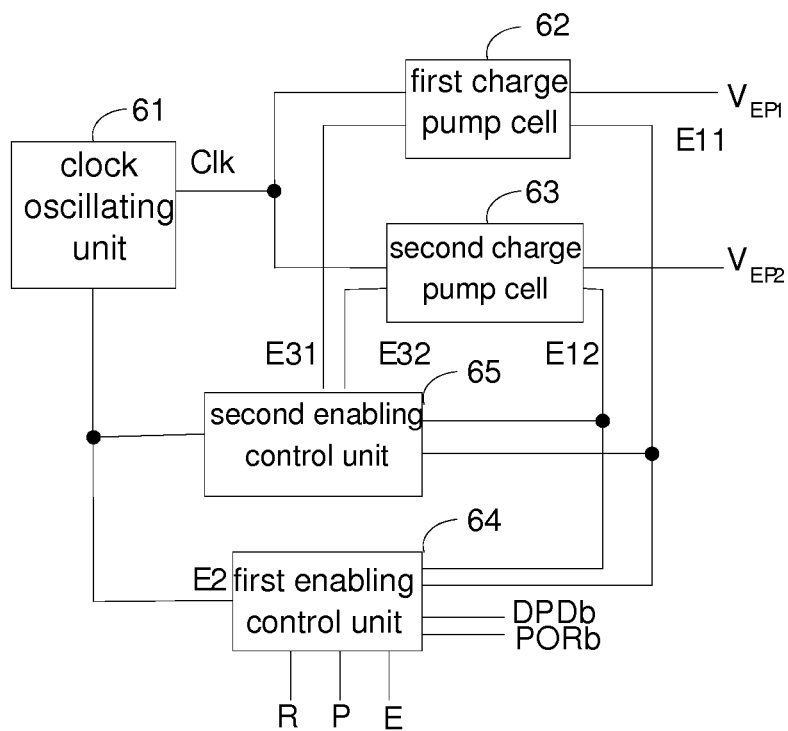 62
first charge
pump cell
V EP1
E11
61
clock
oscillating
unit
Clk
63
second charge
pump cell
V EP2
E31
E32
E12
65
second enabling
control unit
64
E2
first enabling
control unit
DPDb
PORb
R
P
E